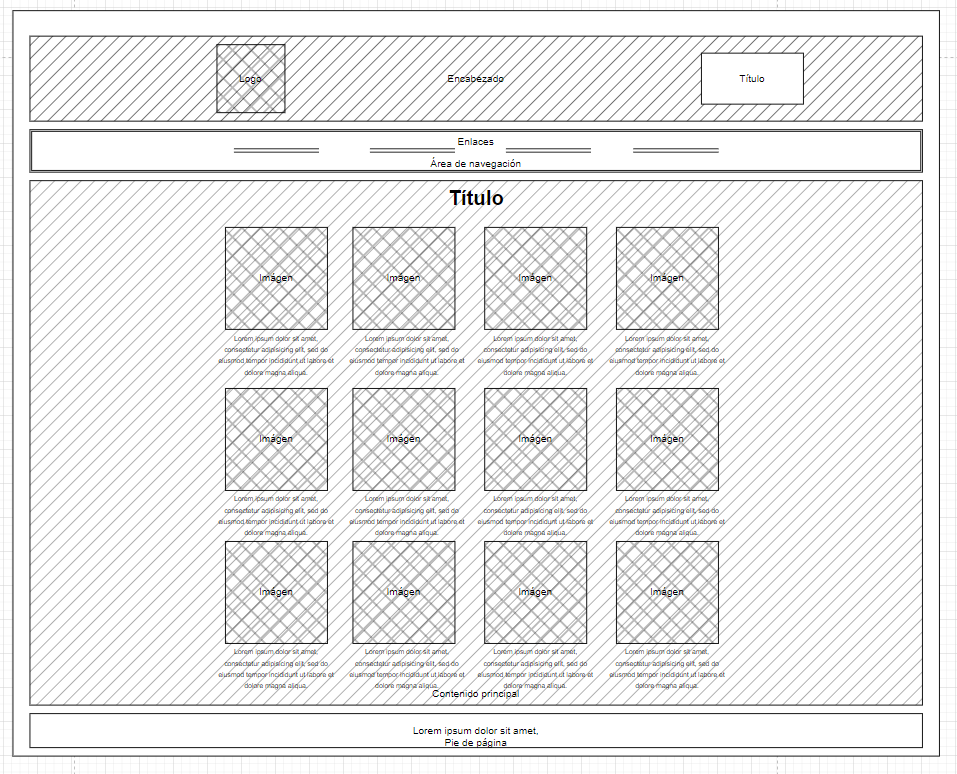 Logo
Encabezado
Título
Enlaces
Área de navegación
Título
Imágen Imágen Imágen Imágen
Lorem ipsum dolor sit amet, Lorem ipsum dolor sit amet, Lorem ipsum dolor sit amet, Lorem ipsum dolor sit amet,
consectetur adipisicing elit, sed do consectetur adipisicing elit, sed do consectetur adipisicing elit, sed do consectetur adipisicing elit, sed do
eiusmod tempor incididunt ut labore et eiusmod tempor incididunt ut labore et eiusmod tempor incididunt ut labore et eiusmod tempor incididunt ut labore et
dolore magna aliqua. dolore magna aliqua. dolore magna aliqua. dolore magna aliqua.
Imágen Imágen Imágen Imágen
Lorem ipsum dolor sit amet, Lorem ipsum dolor sit amet, Lorem ipsum dolor sit amet, Lorem ipsum dolor sit amet,
consectetur adipisicing elit, sed do consectetur adipisicing elit, sed do consectetur adipisicing elit, sed do consectetur adipisicing elit, sed do
eiusmod tempor incididunt ut labore et eiusmod tempor incididunt ut labore et eiusmod tempor incididunt ut labore et eiusmod tempor incididunt ut labore et
dolore magna aliqua. dolore magna aliqua. dolore magna aliqua. dolore magna aliqua.
Imágen Imágen Imágen Imágen
Lorem ipsum dolor sit amet, Lorem ipsum dolor sit amet, Lorem ipsum dolor sit amet, Lorem ipsum dolor sit amet,
consectetur adipisicing elit, sed do consectetur adipisicing elit, sed do consectetur adipisicing elit, sed do consectetur adipisicing elit, sed do
eiusmod tempor incididunt ut labore et eiusmod tempor incididunt ut labore et eiusmod tempor incididunt ut labore et eiusmod tempor incididunt ut labore et
dolore magna aliqua. dolore magna aliqua. dolore magna aliqua. dolore magna aliqua.
Contenido principal
Lorem ipsum dolor sit amet,
Pie de página